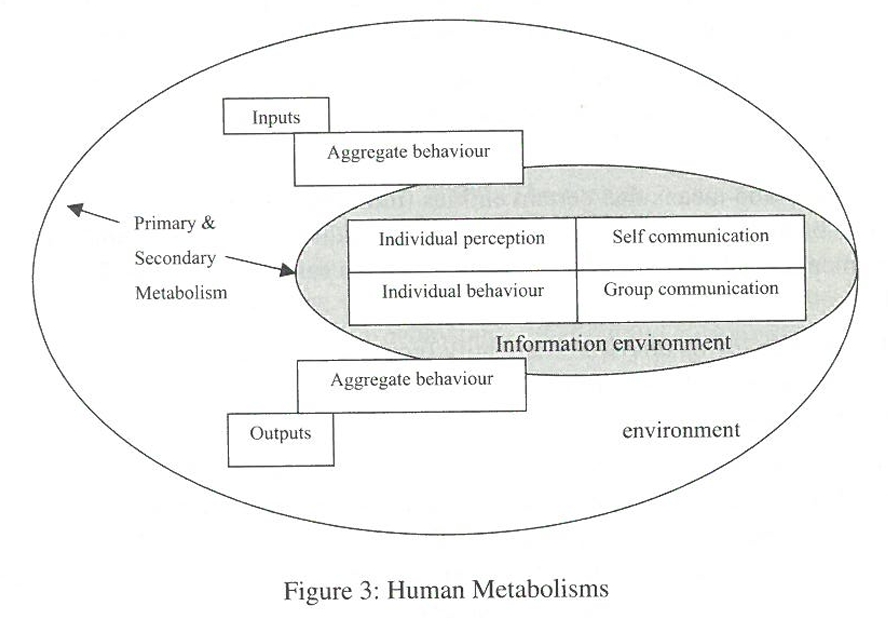 Inputs
Aggregate behaviour
Individual perception
Self communication
Primary &
Secondary
Metabolism
Individual behaviour
Group communication
Information environment
Aggregate behaviour
Outputs
environment
Figure 3: Human Metabolisms